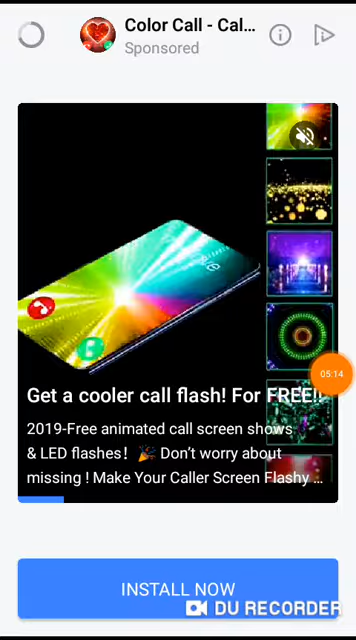 Color Call - Cal...
Sponsored
05:14
Get a cooler call flash! For FREE!!
2019-Free animated call screen shows
& LED flashes! 🎉 Don't worry about
missing ! Make Your Caller Screen Flashy ...
INSTALL NOW
DU RECORDER